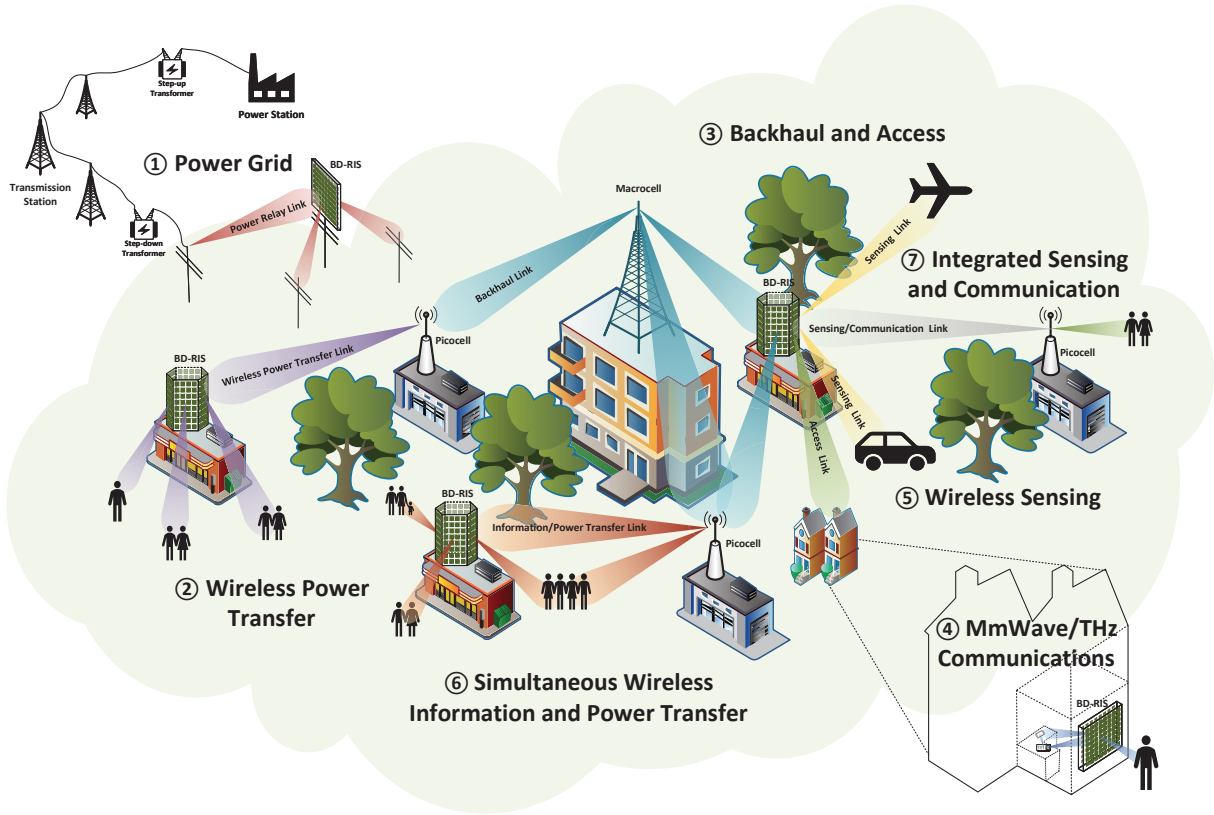 Step-up
Transformer
Power Station
Transmission
Station
Step-down
Transformer
① Power Grid
BD-RIS
Power Relay Link
③ Backhaul and Access
Macrocell
Backhaul Link
BD-RIS
Sensing Link
⑦ Integrated Sensing
and Communication
Sensing/Communication Link
Picocell
Picocell
Wireless Power Transfer Link
BD-RIS
Sensing Link
Access Link
⑤ Wireless Sensing
BD-RIS
Information/Power Transfer Link
Picocell
② Wireless Power
Transfer
④ MmWave/THz
Communications
BD-RIS
⑥ Simultaneous Wireless
Information and Power Transfer